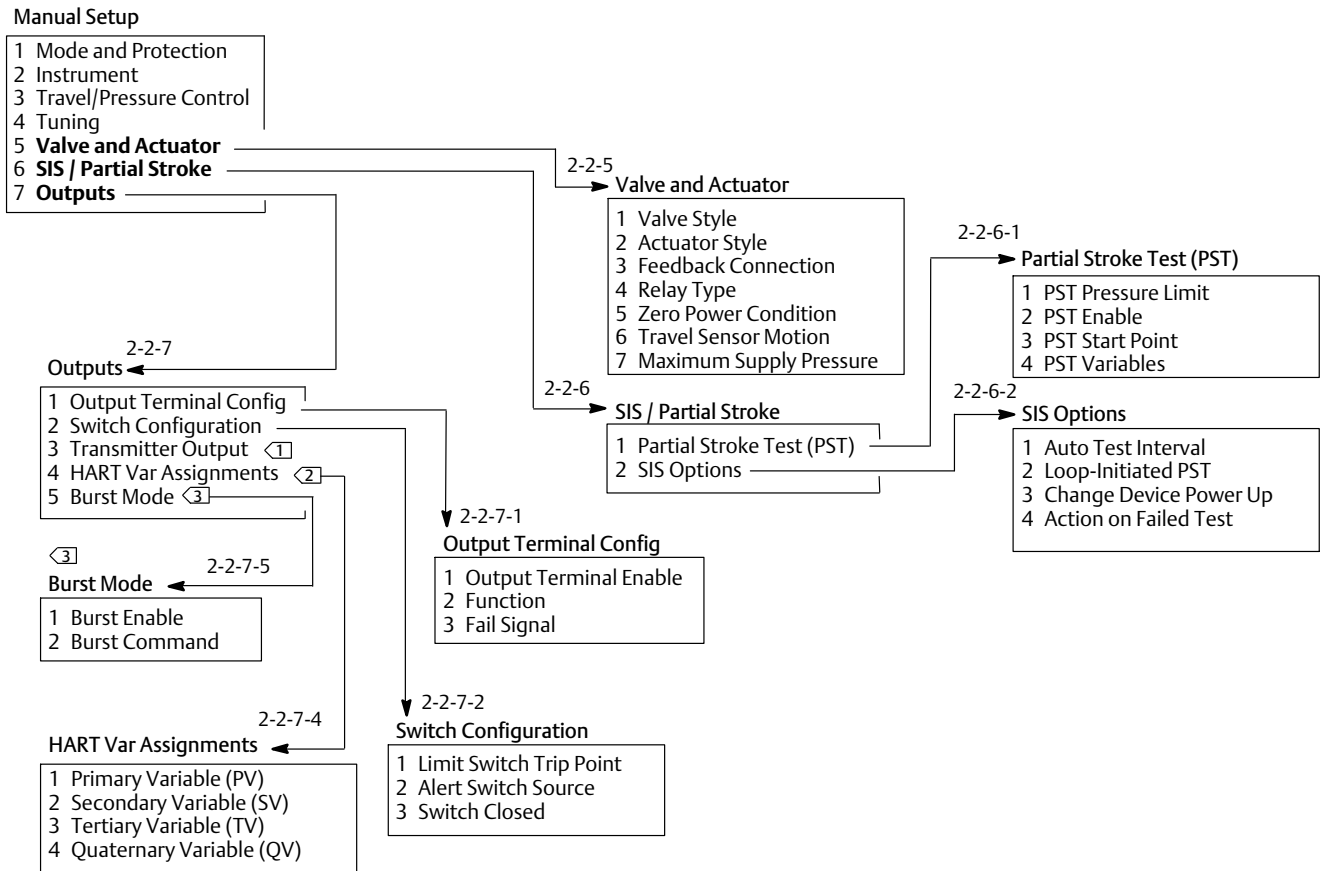 Manual Setup
1 Mode and Protection
2 Instrument
3 Travel/Pressure Control
4 Tuning
5 Valve and Actuator
6 SIS / Partial Stroke
7 Outputs
2-2-5
Valve and Actuator
1 Valve Style
2 Actuator Style
3 Feedback Connection
4 Relay Type
5 Zero Power Condition
6 Travel Sensor Motion
7 Maximum Supply Pressure
2-2-6-1
Partial Stroke Test (PST)
1 PST Pressure Limit
2 PST Enable
3 PST Start Point
4 PST Variables
2-2-6
SIS / Partial Stroke
1 Partial Stroke Test (PST)
2 SIS Options
2-2-6-2
SIS Options
1 Auto Test Interval
2 Loop-Initiated PST
3 Change Device Power Up
4 Action on Failed Test
2-2-7
Outputs
1 Output Terminal Config
2 Switch Configuration
3 Transmitter Output 1
4 HART Var Assignments 2
5 Burst Mode 3
2-2-7-1
Output Terminal Config
1 Output Terminal Enable
2 Function
3 Fail Signal
3
2-2-7-5
Burst Mode
1 Burst Enable
2 Burst Command
2-2-7-2
Switch Configuration
1 Limit Switch Trip Point
2 Alert Switch Source
3 Switch Closed
2-2-7-4
HART Var Assignments
1 Primary Variable (PV)
2 Secondary Variable (SV)
3 Tertiary Variable (TV)
4 Quaternary Variable (QV)